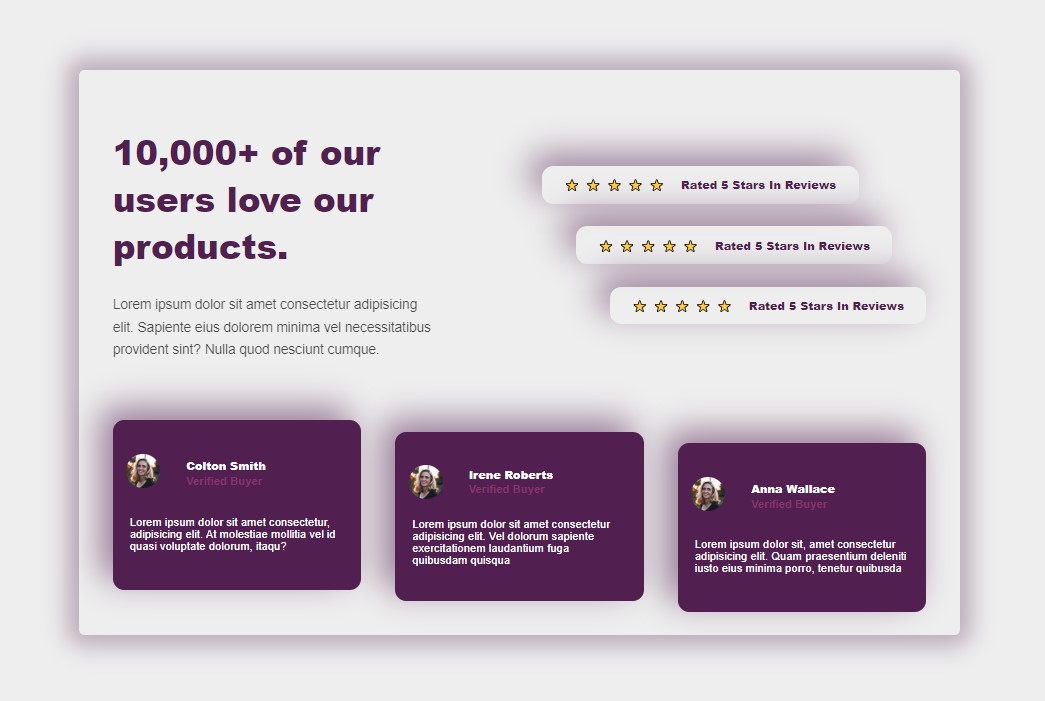 10,000+ of our
users love our
products.
Lorem ipsum dolor sit amet consectetur adipisicing
elit. Sapiente eius dolorem minima vel necessitatibus
provident sint? Nulla quod nesciunt cumque.
Rated 5 Stars In Reviews
Rated 5 Stars In Reviews
Rated 5 Stars In Reviews
Colton Smith
Verified Buyer
Lorem ipsum dolor sit amet consectetur,
adipisicing elit. At molestiae mollitia vel id
quasi voluptate dolorum, itaqu?
Irene Roberts
Verified Buyer
Lorem ipsum dolor sit amet consectetur
adipisicing elit. Vel dolorum sapiente
exercitationem laudantium fuga
quibusdam quisqua
Anna Wallace
Verified Buyer
Lorem ipsum dolor sit, amet consectetur
adipisicing elit. Quam praesentium deleniti
iusto eius minima porro, tenetur quibusda